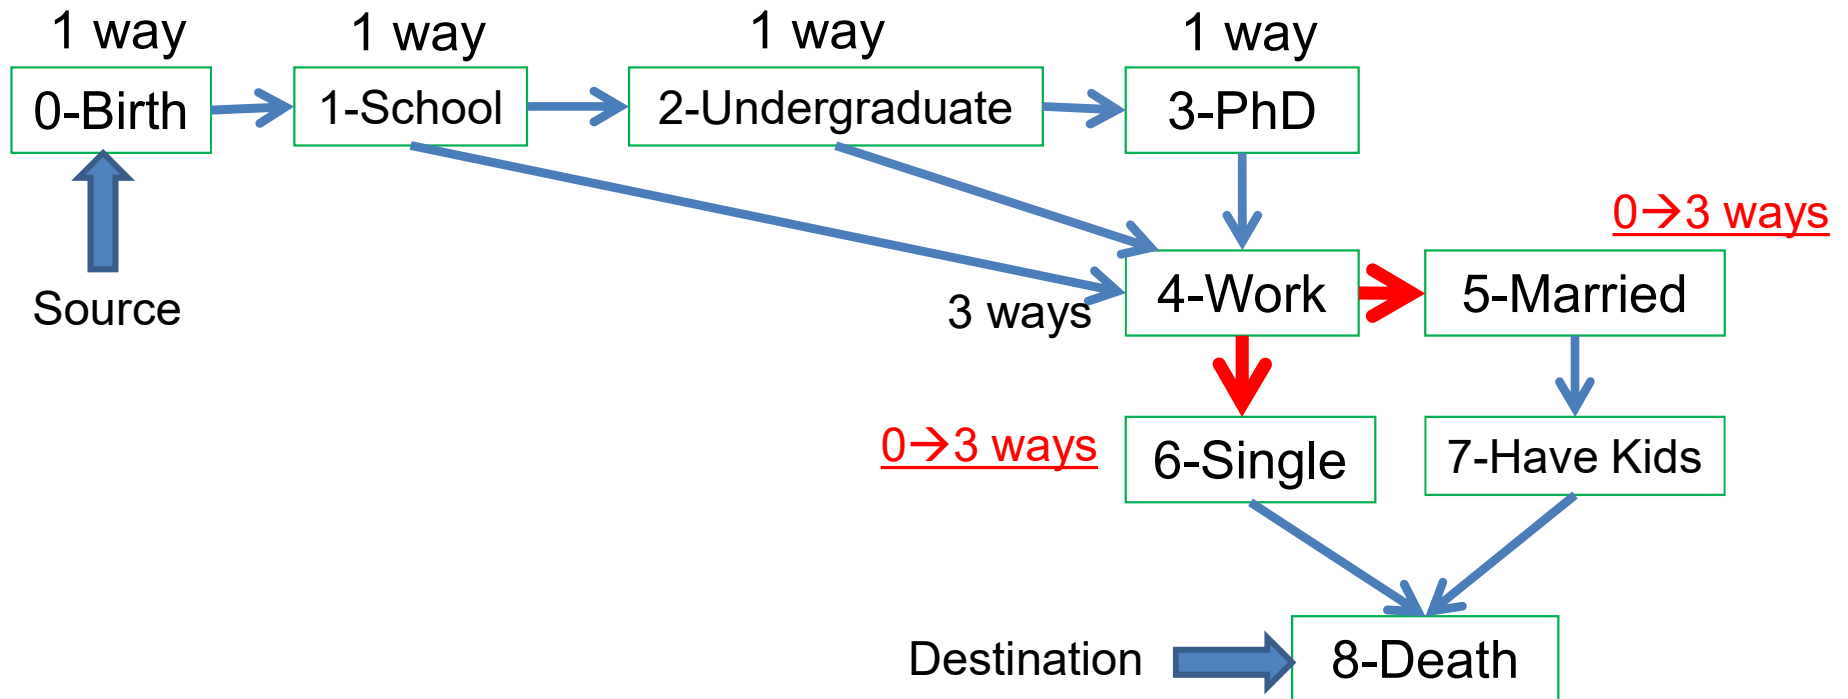 1 way
1 way
1 way
1 way
0-Birth
1-School
2-Undergraduate
3-PhD
0→3 ways
Source
3 ways
4-Work
5-Married
0→3 ways
6-Single
7-Have Kids
Destination
8-Death